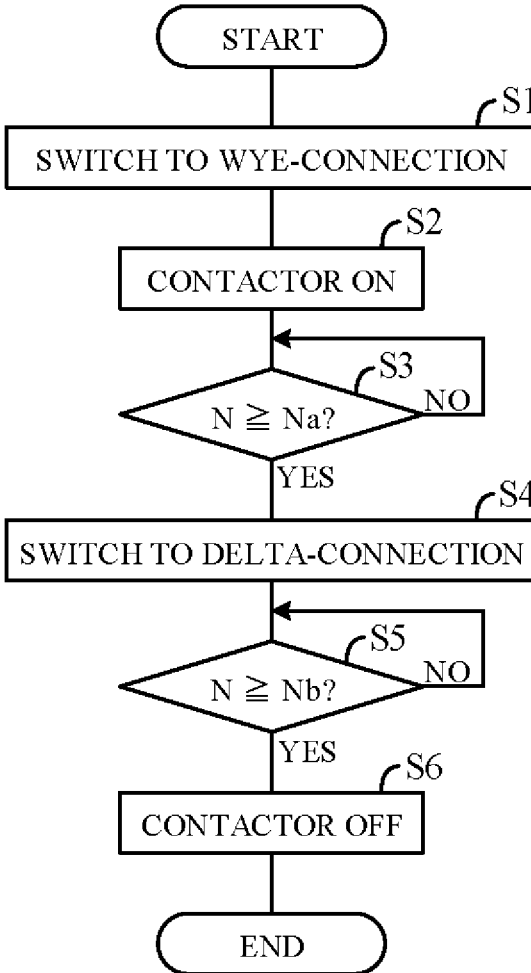 START
S1
SWITCH TO WYE-CONNECTION
S2
CONTACTOR ON
S3
N ≧ Na?
NO
YES
S4
SWITCH TO DELTA-CONNECTION
S5
N ≧ Nb?
NO
YES
S6
CONTACTOR OFF
END